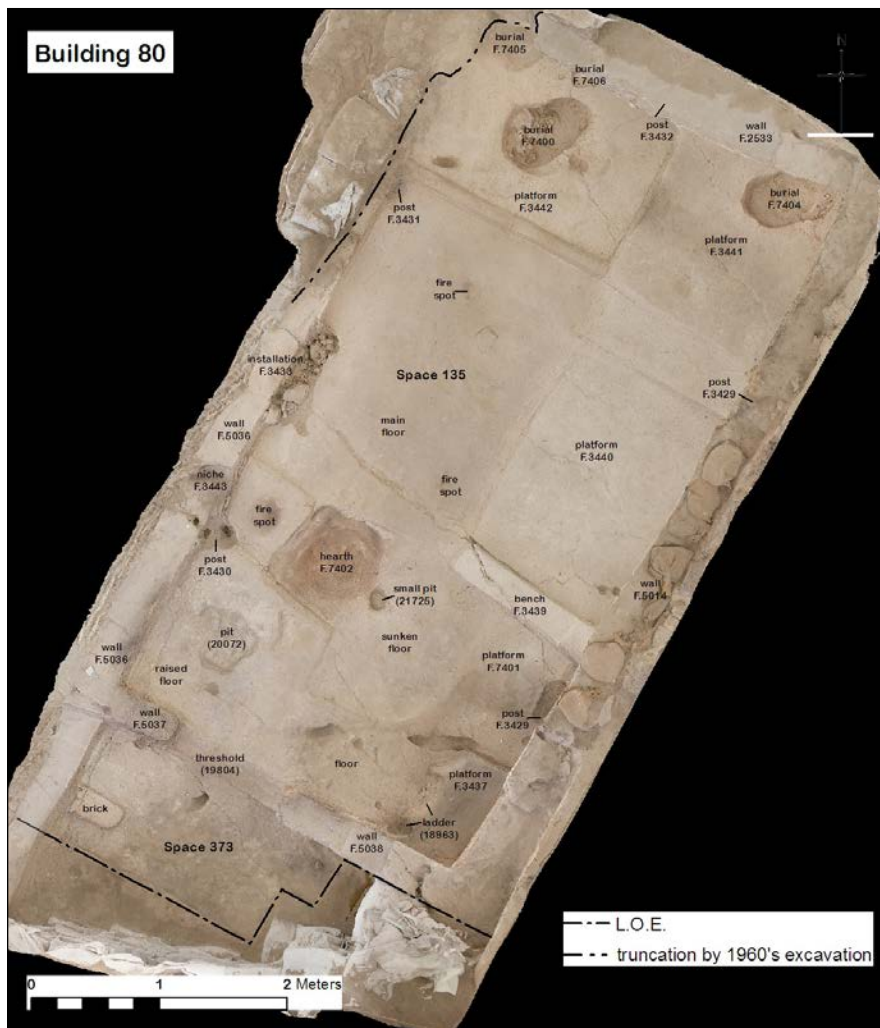 Building 80
N
burial
F.7405
burial
F.7406
burial
F.7400
post
F.3432
wall
F.2533
burial
F.7404
post
F.3431
platform
F.3442
platform
F.3441
fire
spot
installation
F.3433
Space 135
post
F.3429
wall
F.5036
main
floor
platform
F.3440
niche
F.3443
fire
spot
fire
spot
post
F.3430
hearth
F.7402
small pit
(21725)
bench
F.3439
wall
F.5014
pit
(20072)
sunken
floor
wall
F.5036
raised
floor
platform
F.7401
wall
F.5037
post
F.3429
threshold
(19804)
floor
platform
F.3437
brick
ladder
(18963)
Space 373
wall
F.5038
L.O.E.
truncation by 1960's excavation
0 1 2 Meters